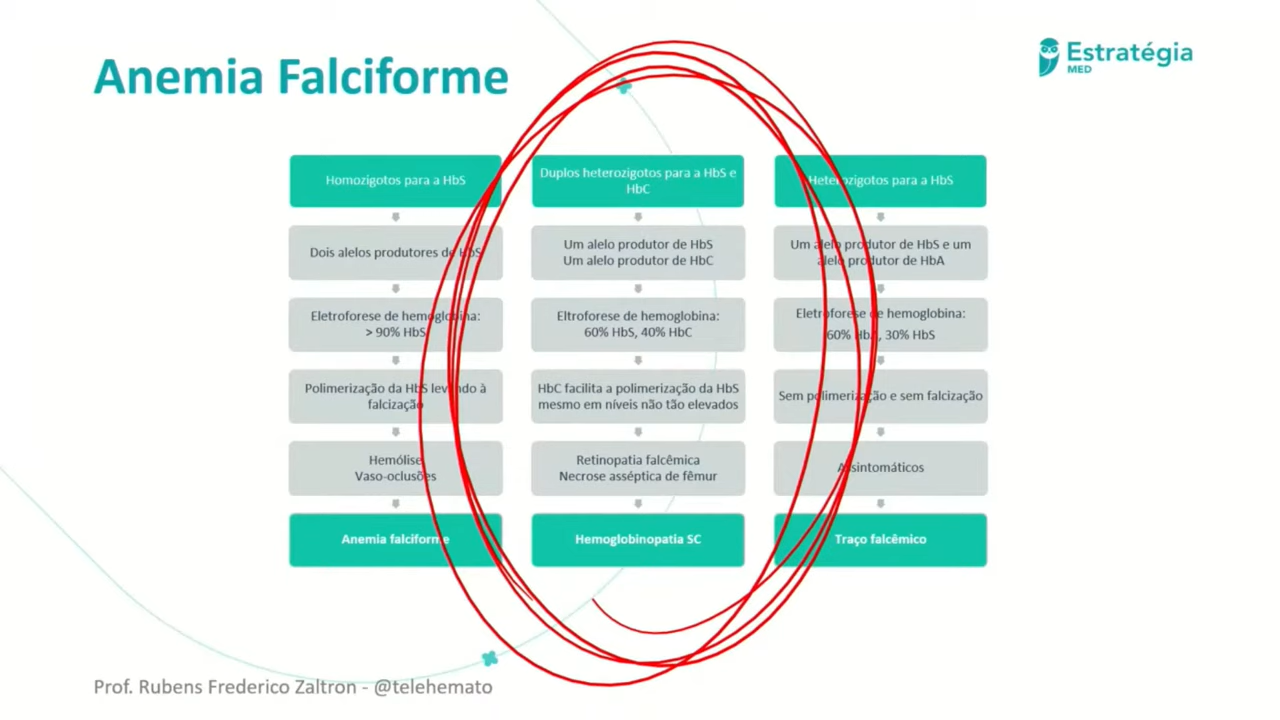 Anemia Falciforme
Estratégia
MED
Homozigotos para a HbS
Dois alelos produtores de HbS
Eletroforese de hemoglobina:
> 90% HbS
Polimerização da HbS levando à
falcização
Hemólise
Vaso-oclusões
Anemia falciforme
Duplos heterozigotos para a HbS e
HbC
Um alelo produtor de HbS
Um alelo produtor de HbC
Eltroforese de hemoglobina:
60% HbS, 40% HbC
HbC facilita a polimerização da HbS
mesmo em níveis não tão elevados
Retinopatia falcêmica
Necrose asséptica de fêmur
Hemoglobinopatia SC
Heterozigotos para a HbS
Um alelo produtor de HbS e um
alelo produtor de HbA
Eletroforese de hemoglobina:
60% HbA, 30% HbS
Sem polimerização e sem falcização
Assintomáticos
Traço falcêmico
Prof. Rubens Frederico Zaltron - @telehemato